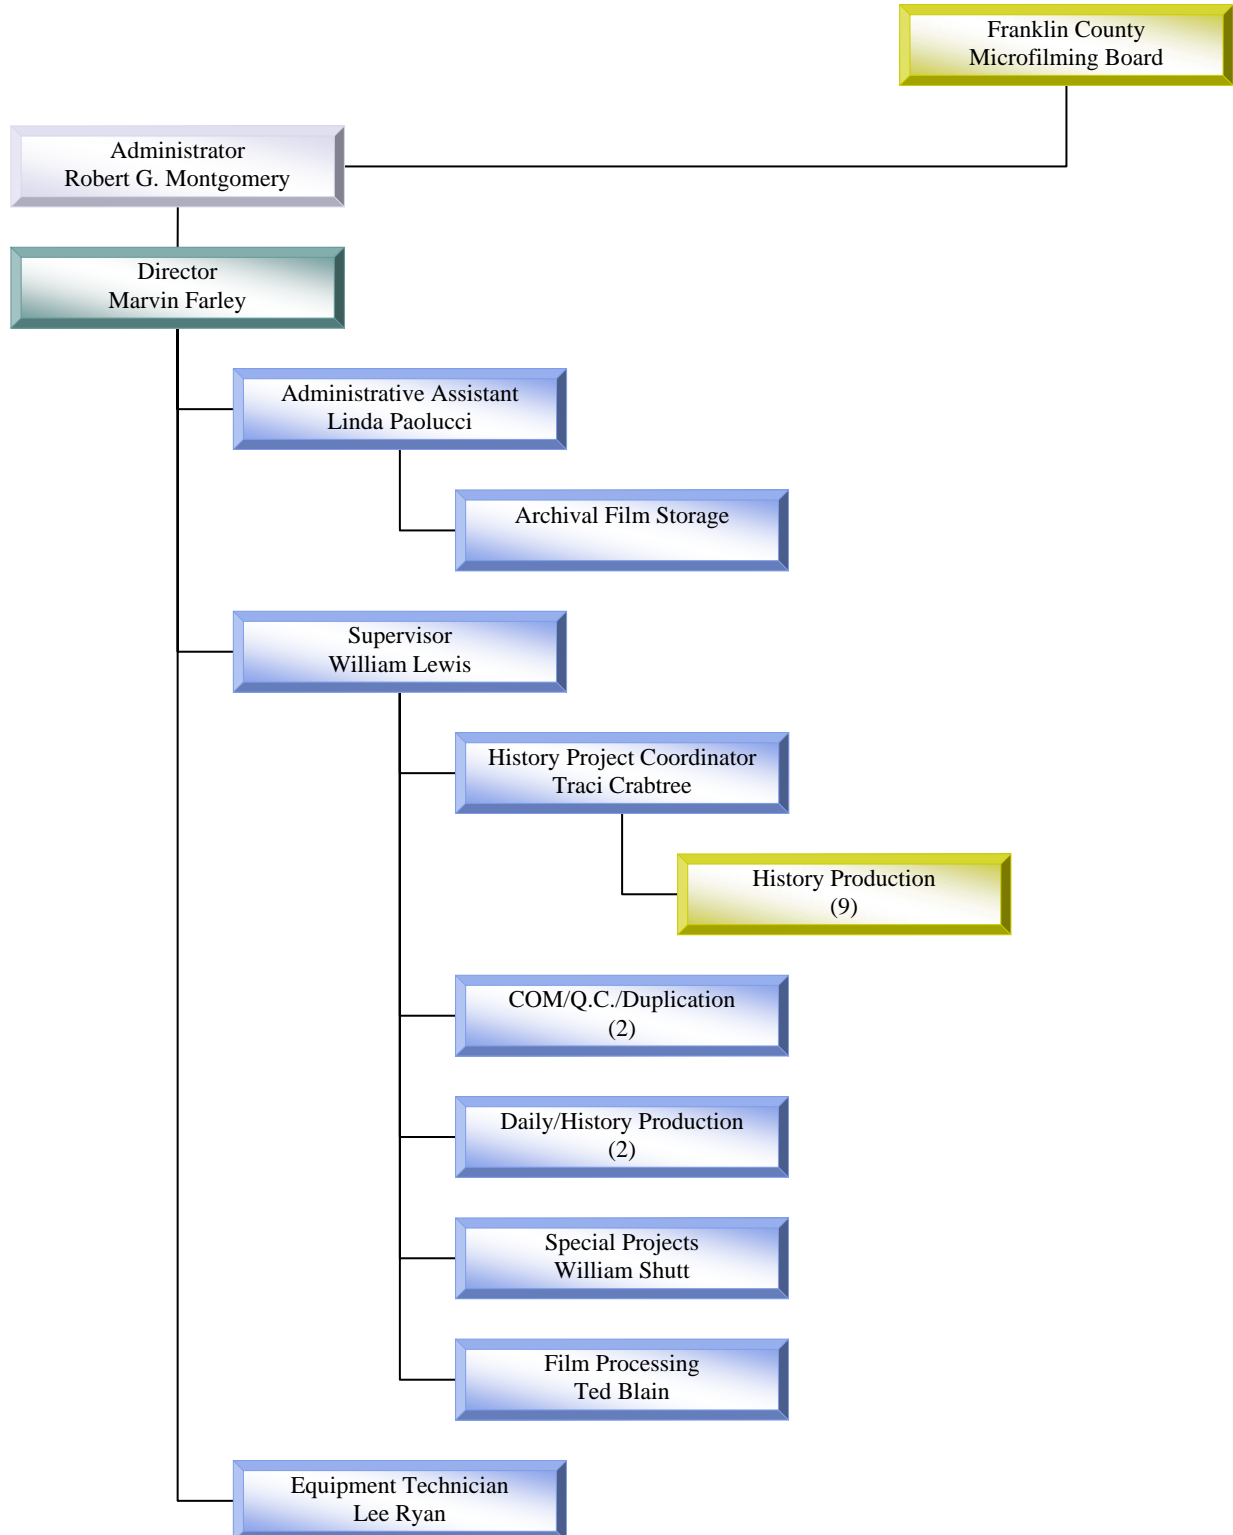 Franklin County
Microfilming Board
Administrator
Robert G. Montgomery
Director
Marvin Farley
Administrative Assistant
Linda Paolucci
Archival Film Storage
Supervisor
William Lewis
History Project Coordinator
Traci Crabtree
History Production
(9)
COM/Q.C./Duplication
(2)
Daily/History Production
(2)
Special Projects
William Shutt
Film Processing
Ted Blain
Equipment Technician
Lee Ryan